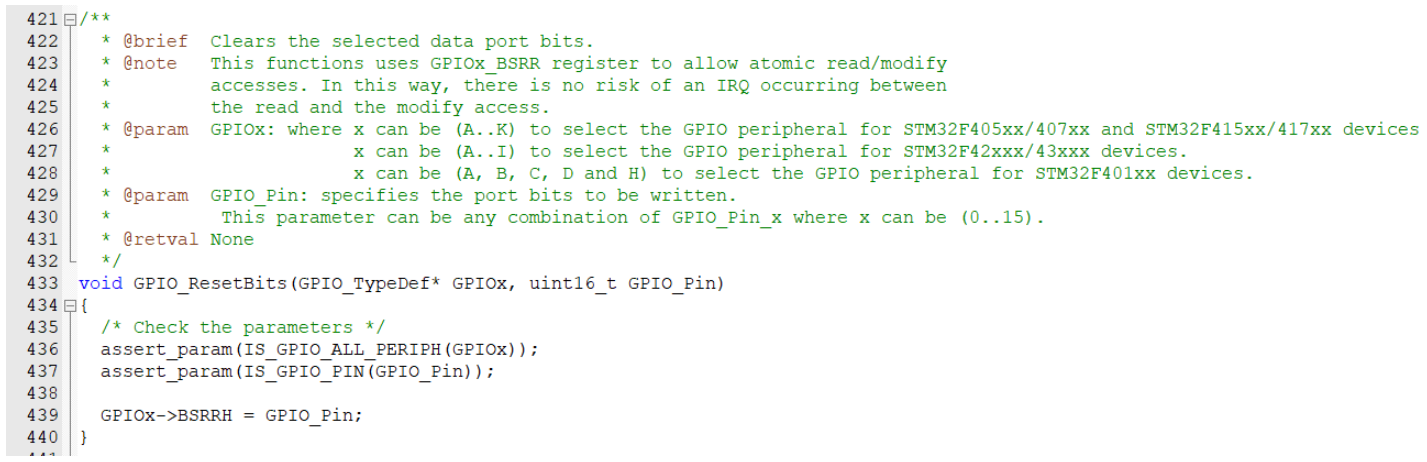 421 /**
422 * @brief Clears the selected data port bits.
423 * @note This functions uses GPIOx_BSRR register to allow atomic read/modify
424 * accesses. In this way, there is no risk of an IRQ occurring between
425 * the read and the modify access.
426 * @param GPIOx: where x can be (A..K) to select the GPIO peripheral for STM32F405xx/407xx and STM32F415xx/417xx devices
427 * x can be (A..I) to select the GPIO peripheral for STM32F42xxx/43xxx devices.
428 * x can be (A, B, C, D and H) to select the GPIO peripheral for STM32F401xx devices.
429 * @param GPIO_Pin: specifies the port bits to be written.
430 * This parameter can be any combination of GPIO_Pin_x where x can be (0..15).
431 * @retval None
432 */
433 void GPIO_ResetBits(GPIO_TypeDef* GPIOx, uint16_t GPIO_Pin)
434 {
435 /* Check the parameters */
436 assert_param(IS_GPIO_ALL_PERIPH(GPIOx));
437 assert_param(IS_GPIO_PIN(GPIO_Pin));
438
439 GPIOx->BSRRH = GPIO_Pin;
440 }